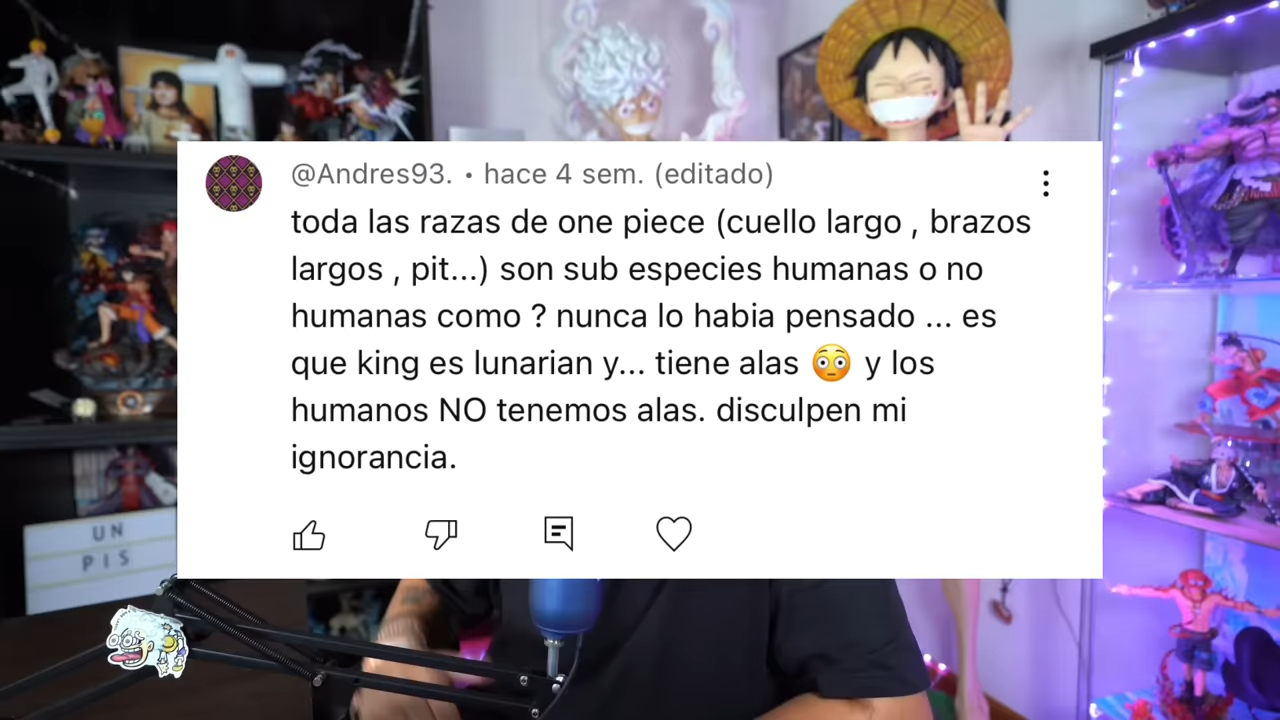 @Andres93. • hace 4 sem. (editado)
toda las razas de one piece (cuello largo , brazos
largos , pit...) son sub especies humanas o no
humanas como ? nunca lo habia pensado ... es
que king es lunarian y... tiene alas 😳 y los
humanos NO tenemos alas. disculpen mi
ignorancia.
UN
PIS